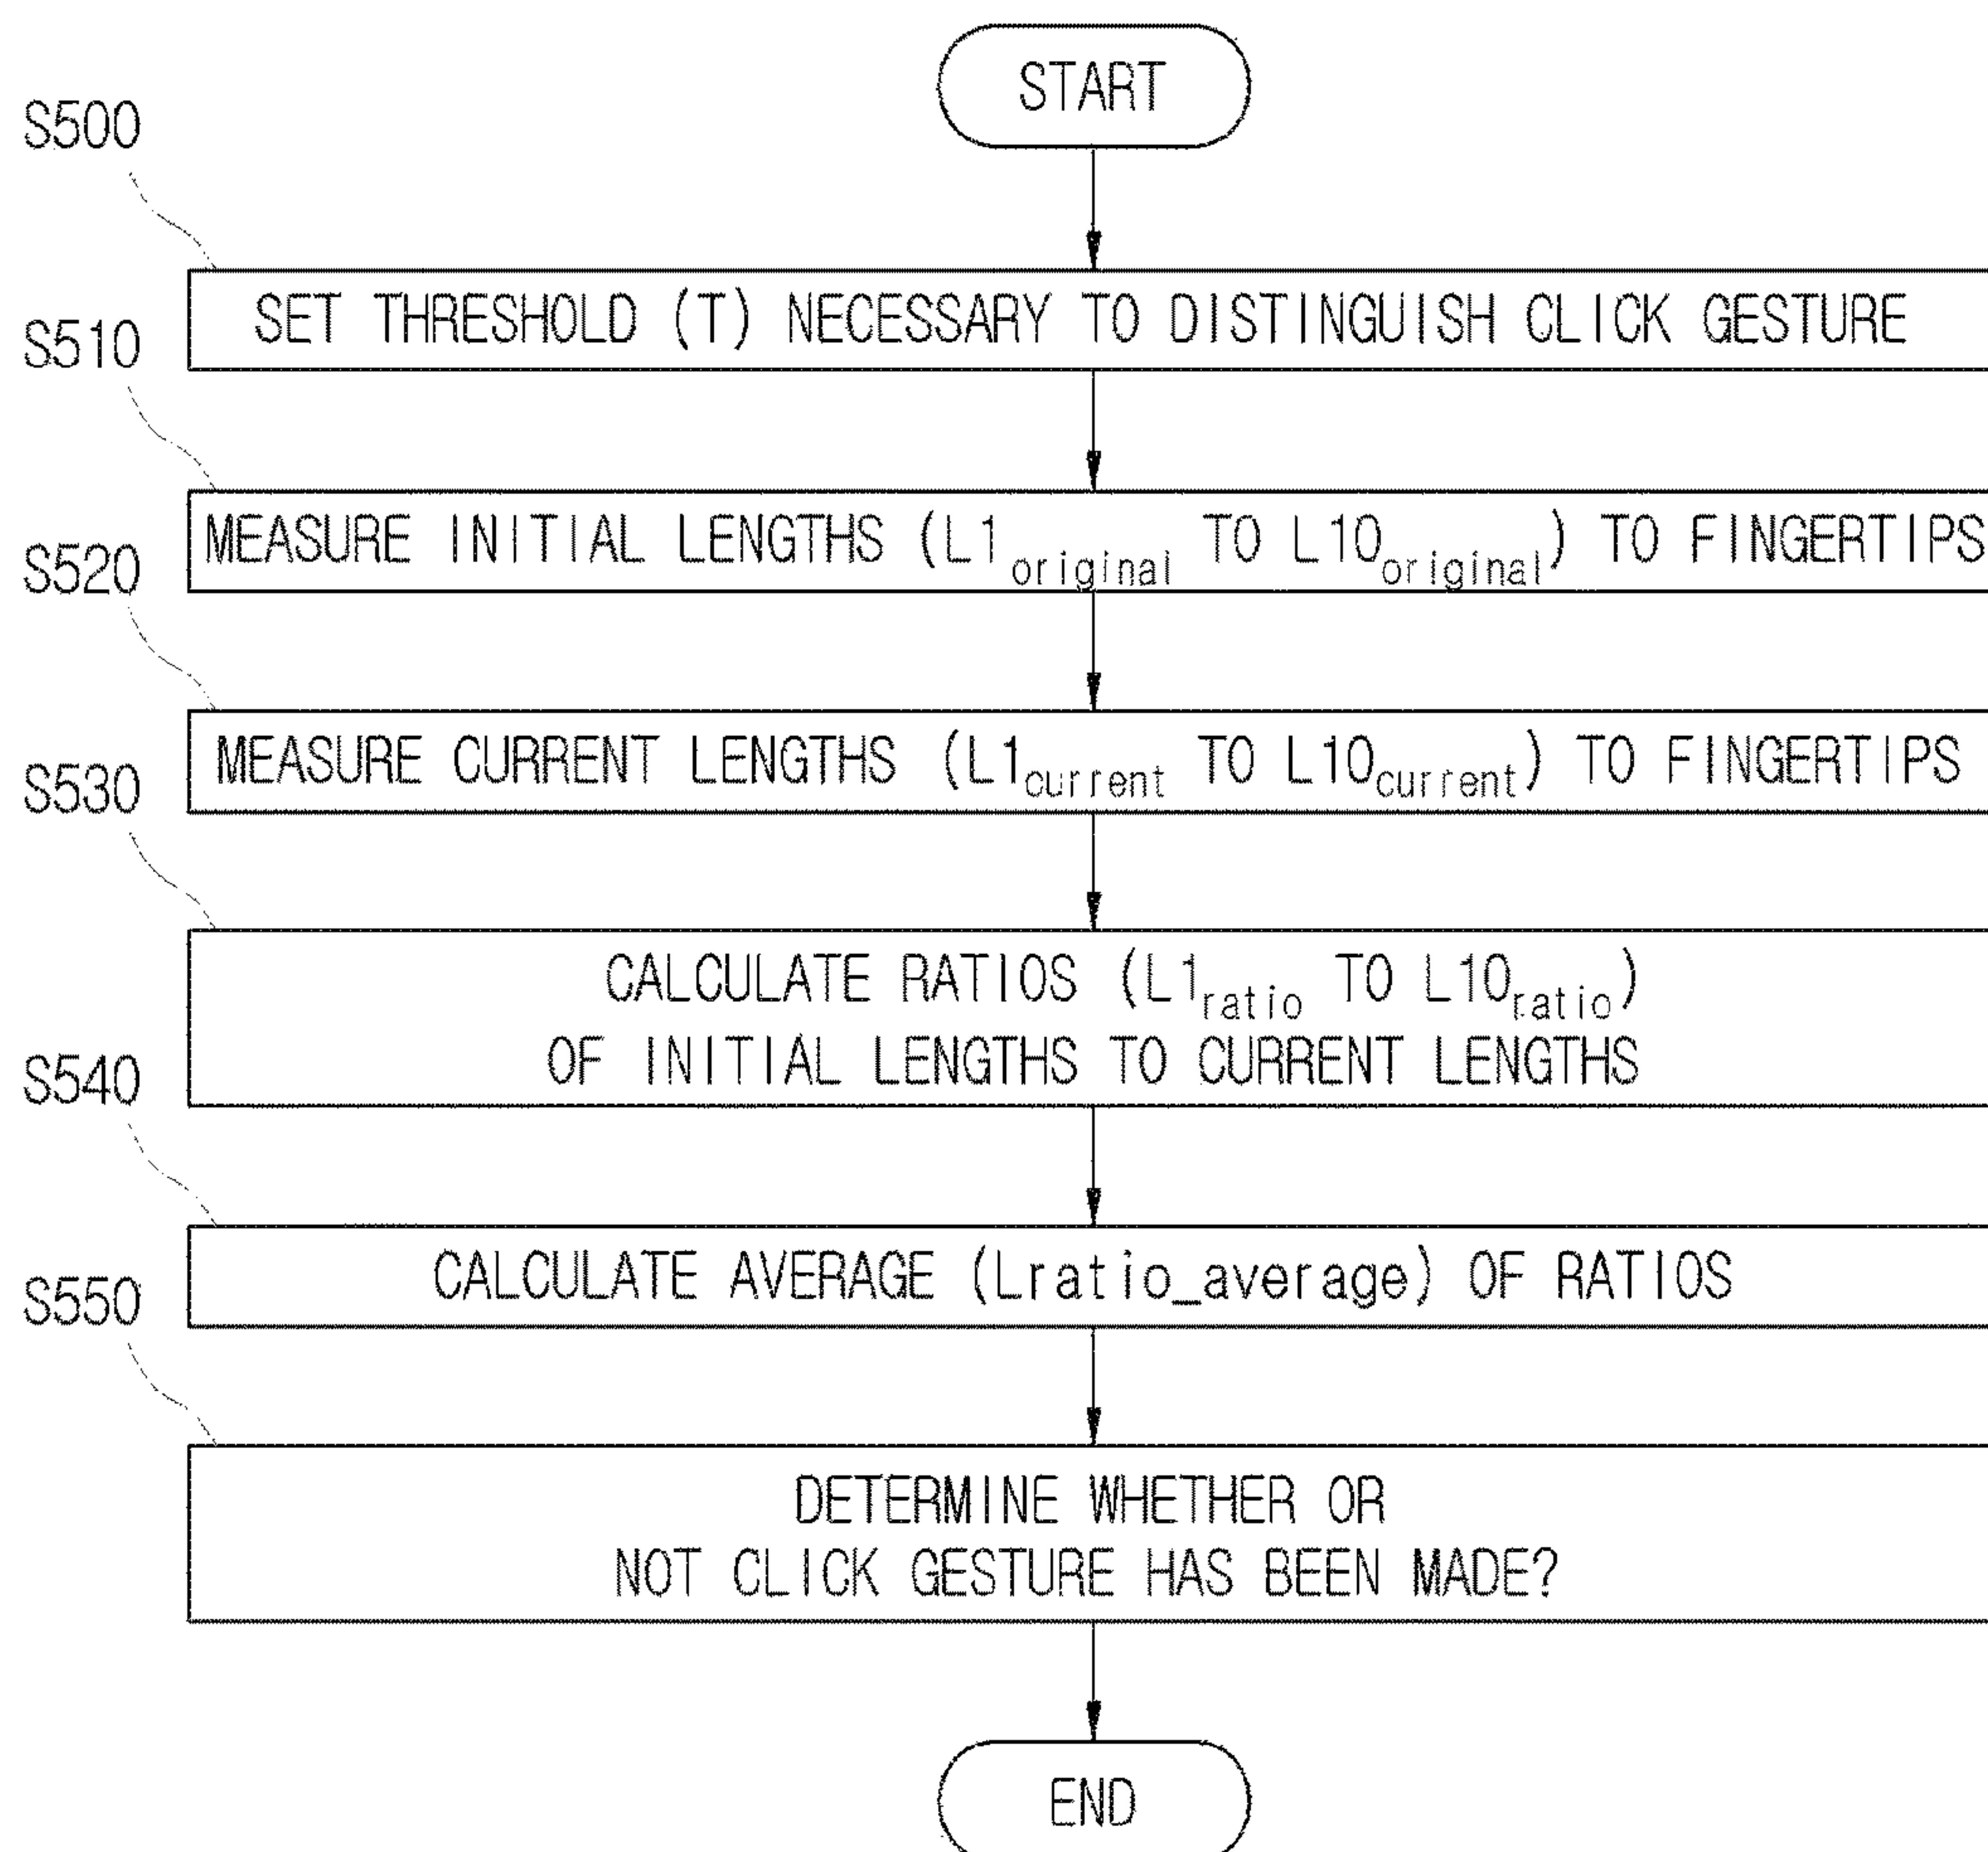 START
S500
SET THRESHOLD (T) NECESSARY TO DISTINGUISH CLICK GESTURE
S510
MEASURE INITIAL LENGTHS (L1original TO L10original) TO FINGERTIPS
S520
MEASURE CURRENT LENGTHS (L1current TO L10current) TO FINGERTIPS
S530
CALCULATE RATIOS (L1ratio TO L10ratio)
OF INITIAL LENGTHS TO CURRENT LENGTHS
S540
CALCULATE AVERAGE (Lratio_average) OF RATIOS
S550
DETERMINE WHETHER OR
NOT CLICK GESTURE HAS BEEN MADE?
END